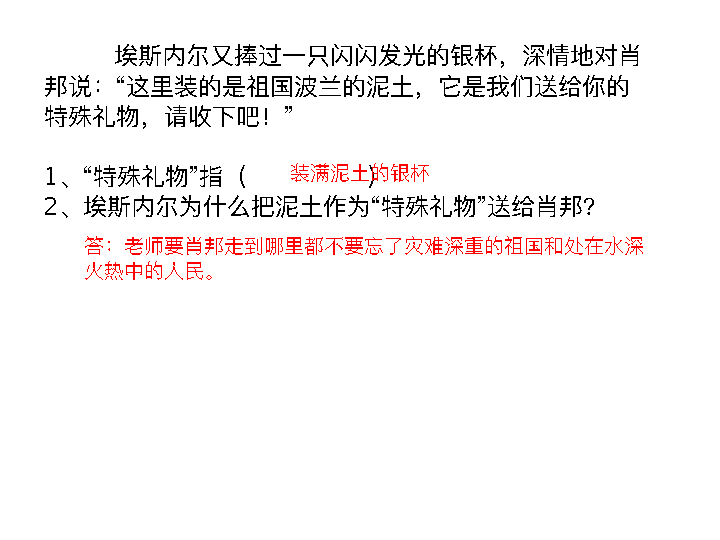 埃斯内尔又捧过一只闪闪发光的银杯，深情地对肖
邦说：“这里装的是祖国波兰的泥土，它是我们送给你的
特殊礼物，请收下吧！”
1、“特殊礼物”指（装满泥土的银杯）
2、埃斯内尔为什么把泥土作为“特殊礼物”送给肖邦？
答：老师要肖邦走到哪里都不要忘了灾难深重的祖国和处在水深
火热中的人民。